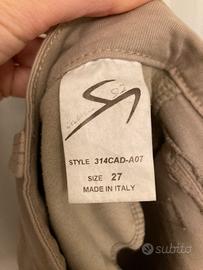 STYLE 314CAD-A07
SIZE 27
MADE IN ITALY
subito